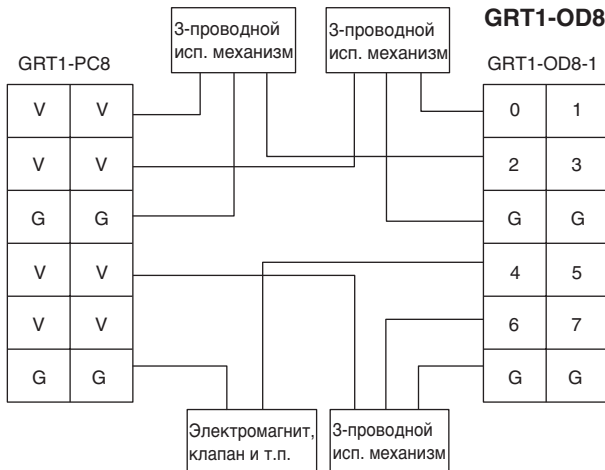 GRT1-OD8
3-проводной
исп. механизм
3-проводной
исп. механизм
GRT1-PC8
GRT1-OD8-1
V V
V V
G G
V V
V V
G G
0 1
2 3
G G
4 5
6 7
G G
Электромагнит,
клапан и т.п.
3-проводной
исп. механизм